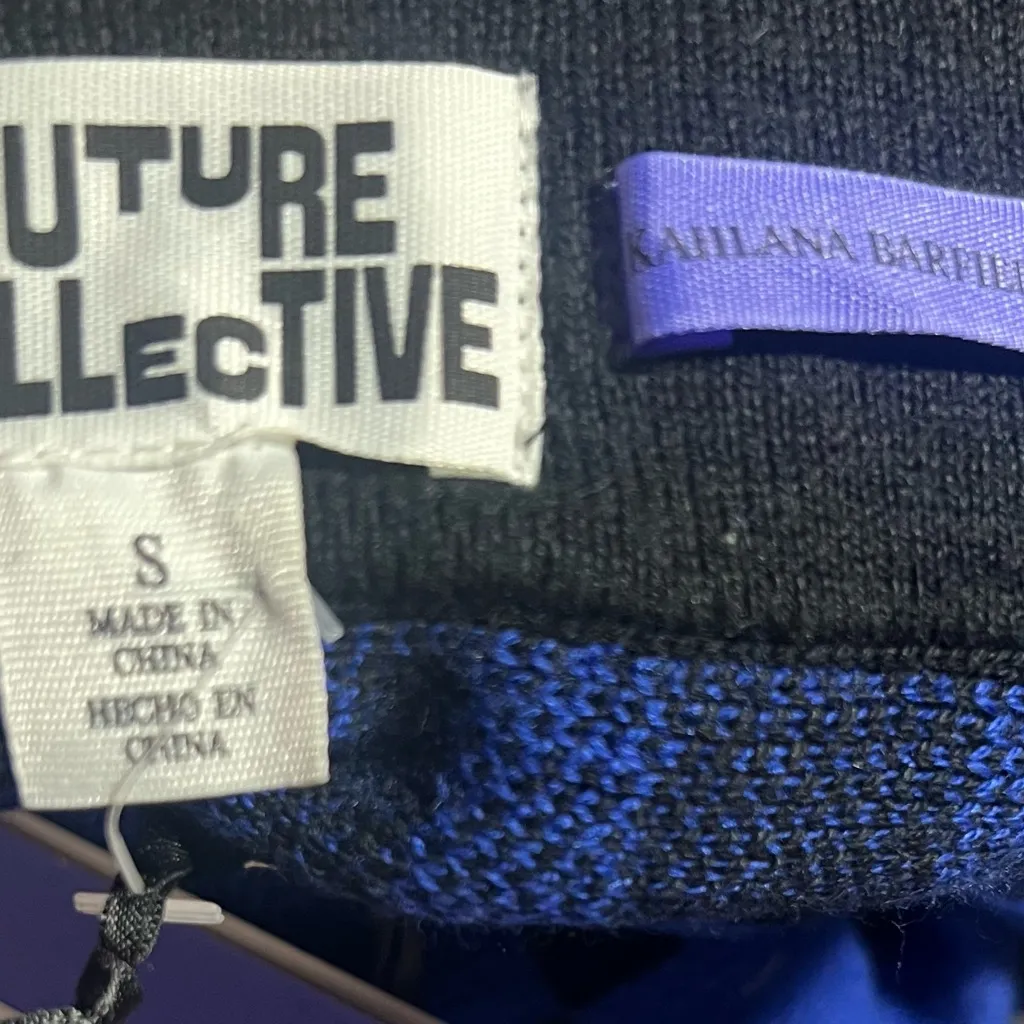 UTURE
LLECTIVE
KAHLANA BARFIE
S
MADE IN
CHINA
HECHO EN
CHINA